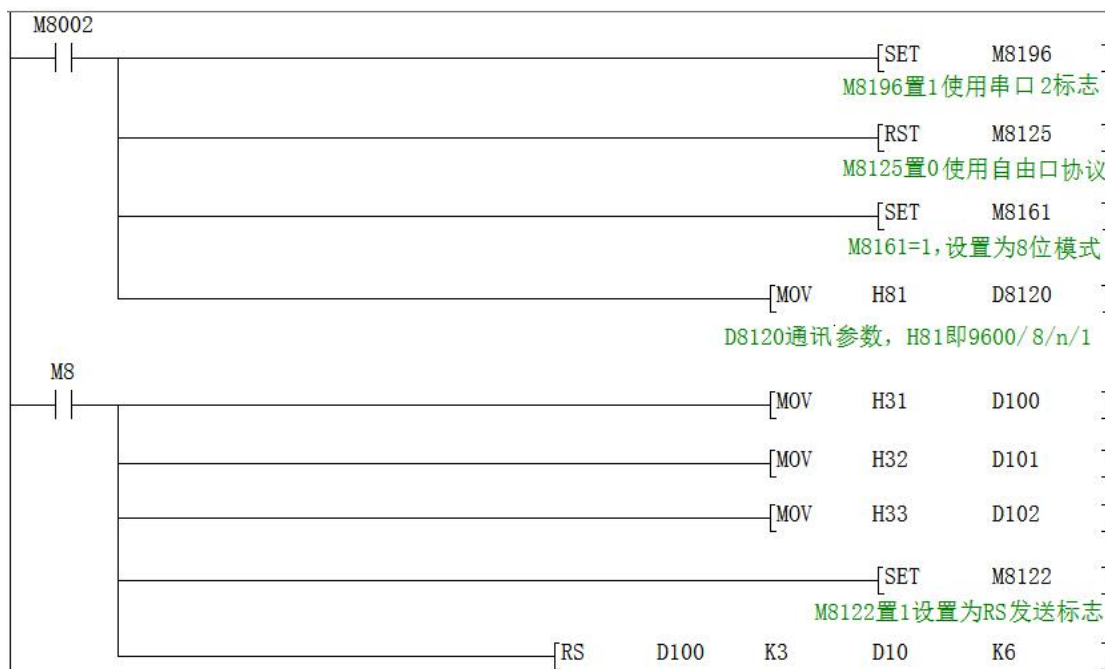 M8002
SET M8196
M8196置1使用串口2标志
RST M8125
M8125置0使用自由口协议
SET M8161
M8161=1,设置为8位模式
MOV H81 D8120
D8120通讯参数，H81即9600/8/n/1
M8
MOV H31 D100
MOV H32 D101
MOV H33 D102
SET M8122
M8122置1设置为RS发送标志
RS D100 K3 D10 K6